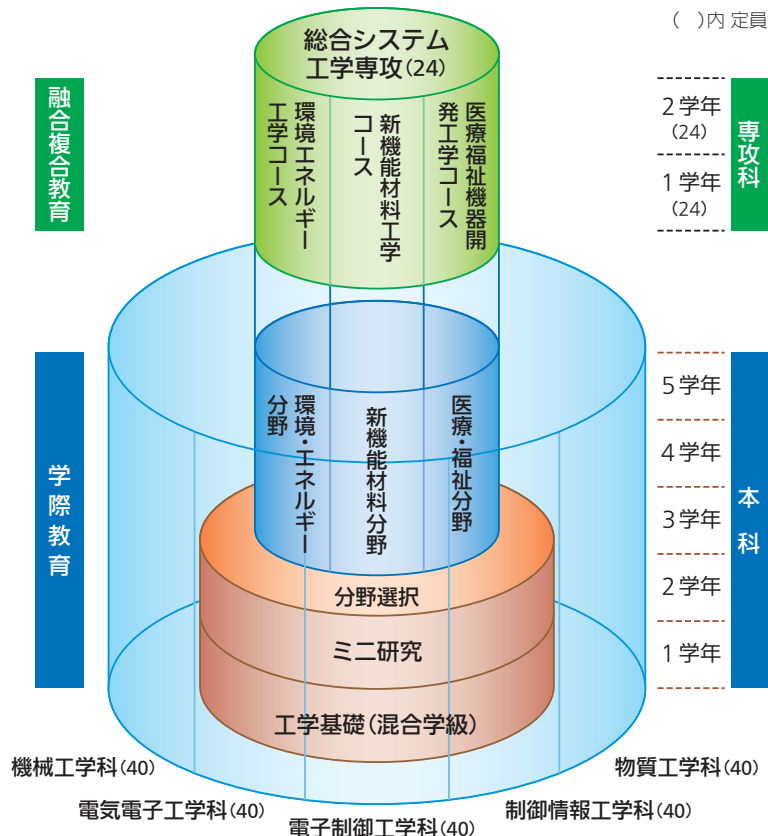 ( )内 定員
総合システム
工学専攻(24)
融合複合教育
環境エネルギー
工学コース
新機能材料工学
コース
医療福祉機器開
発工学コース
2学年
(24)
1学年
(24)
専攻科
学際教育
環境・エネルギー
分野
新機能材料分野
医療・福祉分野
5学年
4学年
3学年
2学年
1学年
本科
分野選択
ミニ研究
工学基礎(混合学級)
機械工学科(40)
電気電子工学科(40)
電子制御工学科(40)
制御情報工学科(40)
物質工学科(40)